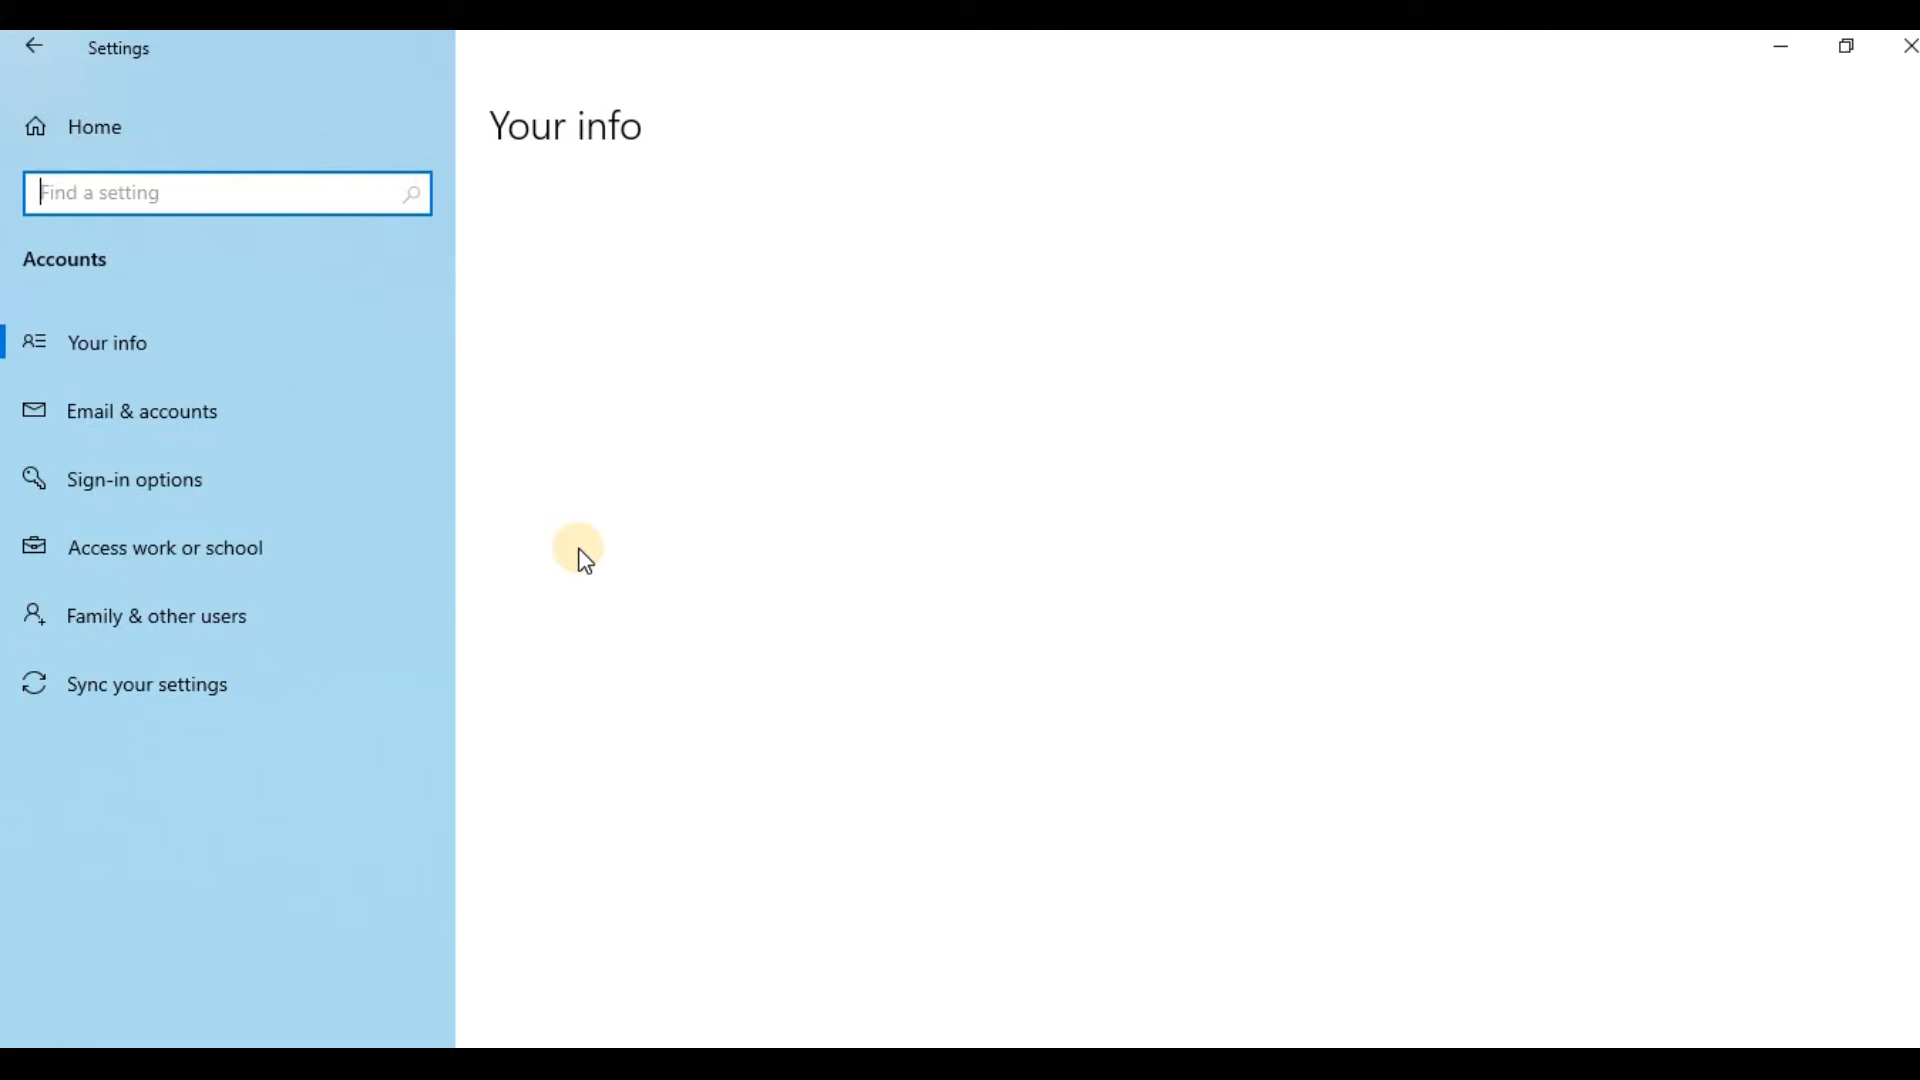 Settings
Home
Find a setting
Accounts
Your info
Email & accounts
Sign-in options
Access work or school
Family & other users
Sync your settings
Your info